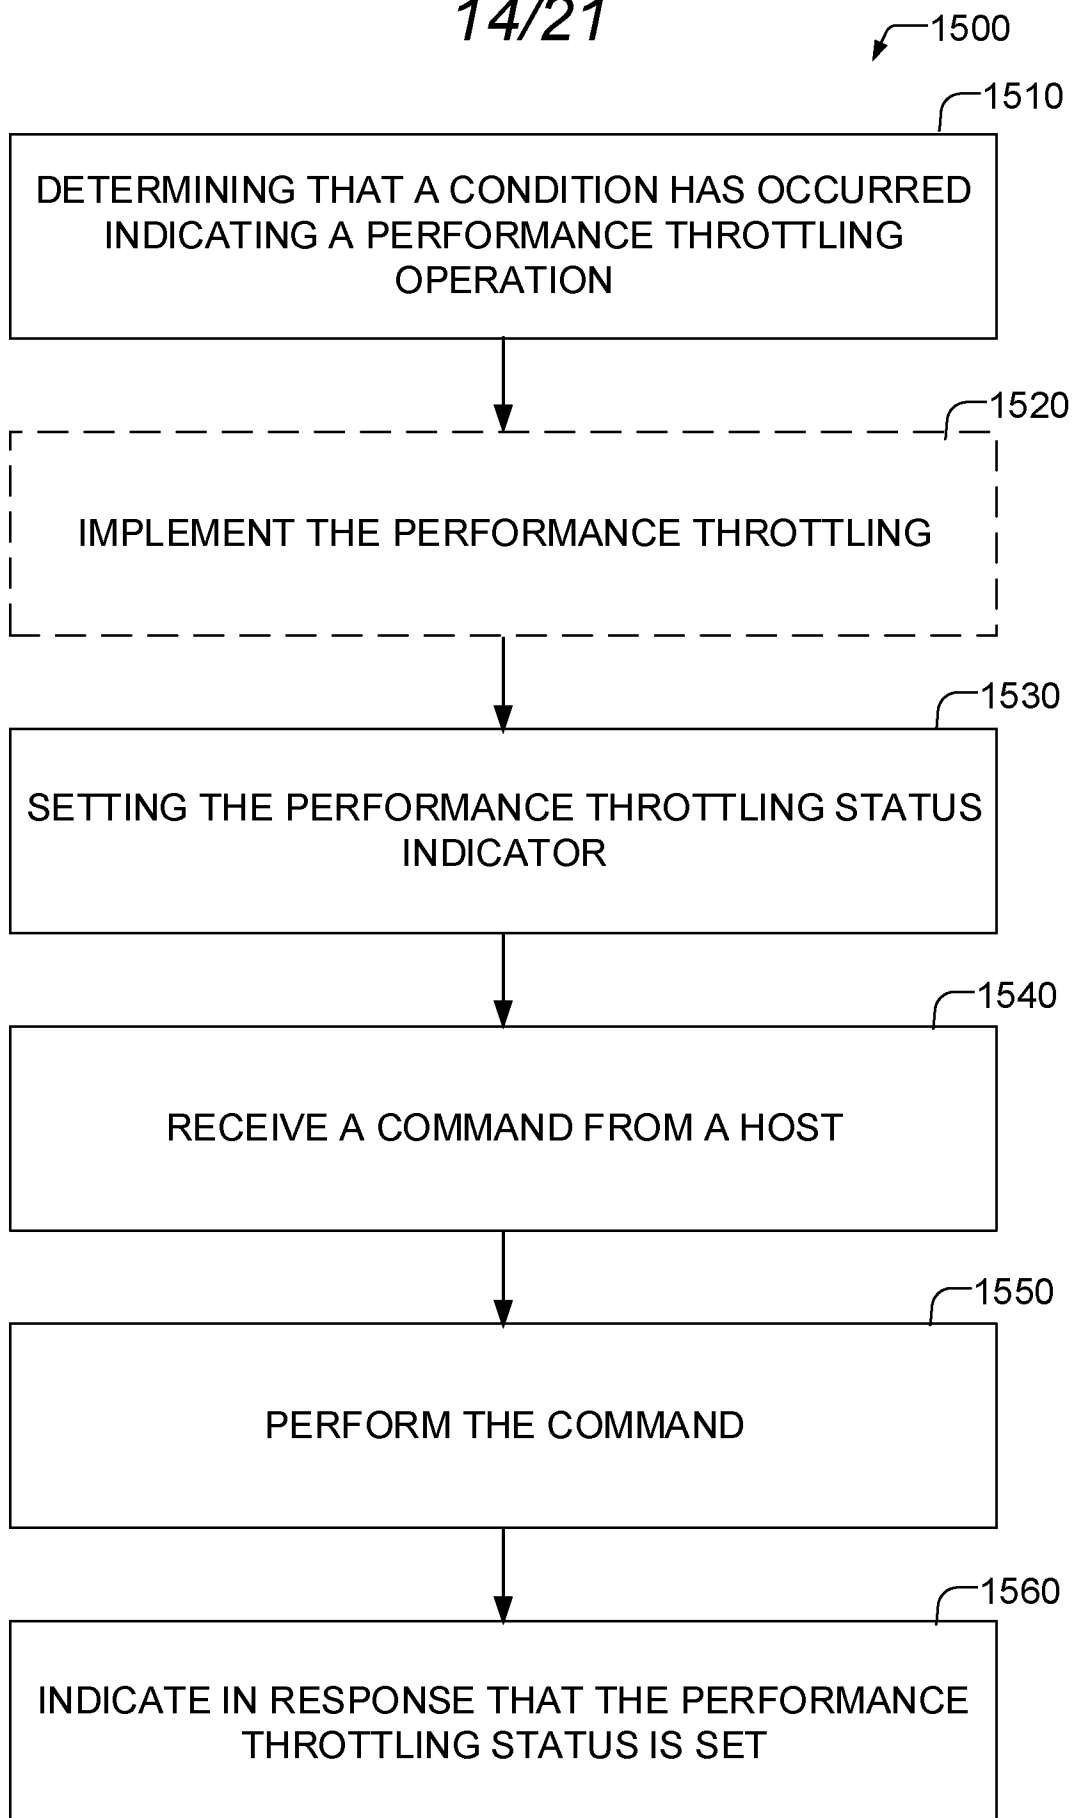 14/21
1500
1510
DETERMINING THAT A CONDITION HAS OCCURRED
INDICATING A PERFORMANCE THROTTLING
OPERATION
1520
IMPLEMENT THE PERFORMANCE THROTTLING
1530
SETTING THE PERFORMANCE THROTTLING STATUS
INDICATOR
1540
RECEIVE A COMMAND FROM A HOST
1550
PERFORM THE COMMAND
1560
INDICATE IN RESPONSE THAT THE PERFORMANCE
THROTTLING STATUS IS SET